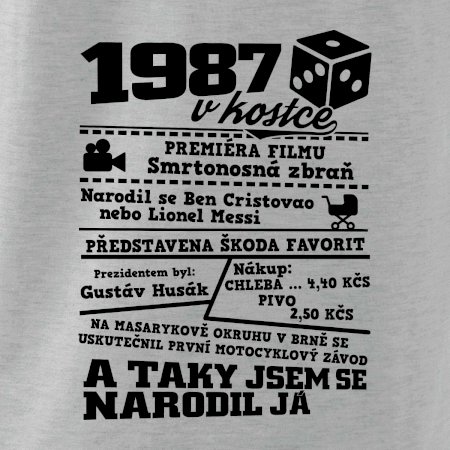 1987
v kostce
PREMIÉRA FILMU
Smrtonosná zbraň
Narodil se Ben Cristovao
nebo Lionel Messi
PŘEDSTAVENA ŠKODA FAVORIT
Prezidentem byl:
Gustáv Husák
Nákup:
CHLEBA ... 4,40 KČS
PIVO
2,50 KČS
NA MASARYKOVĚ OKRUHU V BRNĚ SE
USKUTEČNIL PRVNÍ MOTOCYKLOVÝ ZÁVOD
A TAKY JSEM SE
NARODIL JÁ